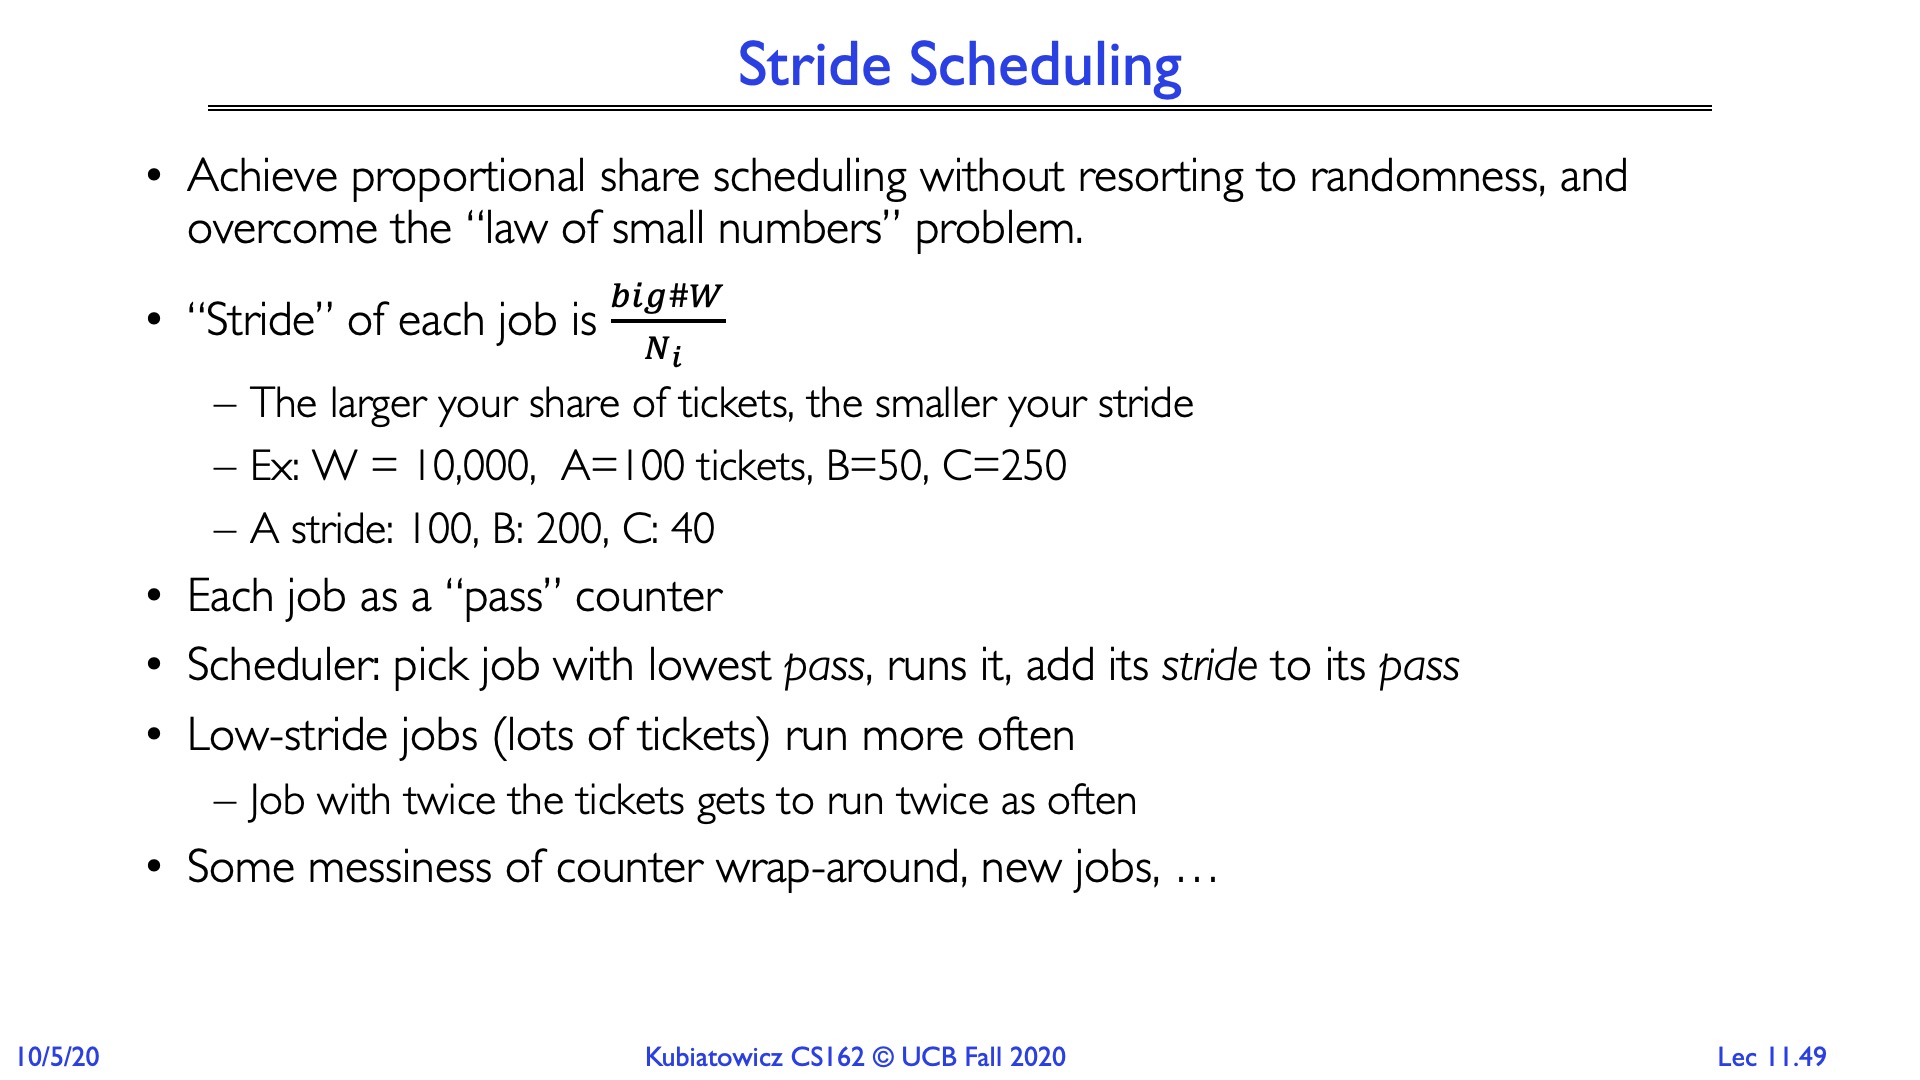 Stride Scheduling
• Achieve proportional share scheduling without resorting to randomness, and
overcome the “law of small numbers” problem.
• “Stride” of each job is big#W / N_i
– The larger your share of tickets, the smaller your stride
– Ex: W = 10,000, A=100 tickets, B=50, C=250
– A stride: 100, B: 200, C: 40
• Each job as a “pass” counter
• Scheduler: pick job with lowest pass, runs it, add its stride to its pass
• Low-stride jobs (lots of tickets) run more often
– Job with twice the tickets gets to run twice as often
• Some messiness of counter wrap-around, new jobs, …
10/5/20
Kubiatowicz CS162 © UCB Fall 2020
Lec 11.49